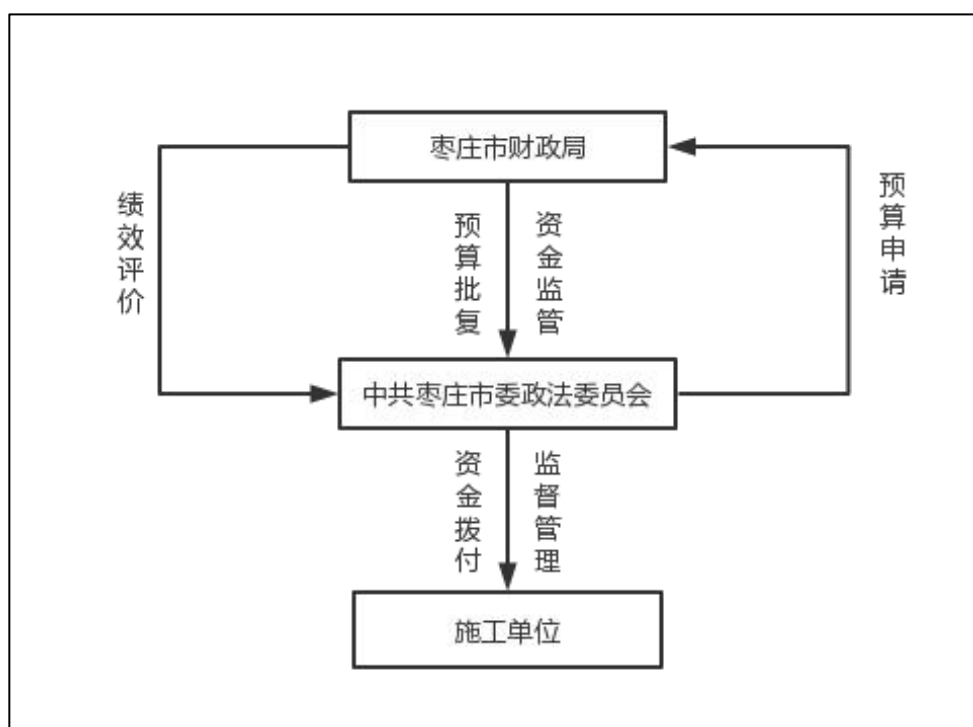 枣庄市财政局
绩效评价
预算批复
资金监管
预算申请
中共枣庄市委政法委员会
资金拨付
监督管理
施工单位